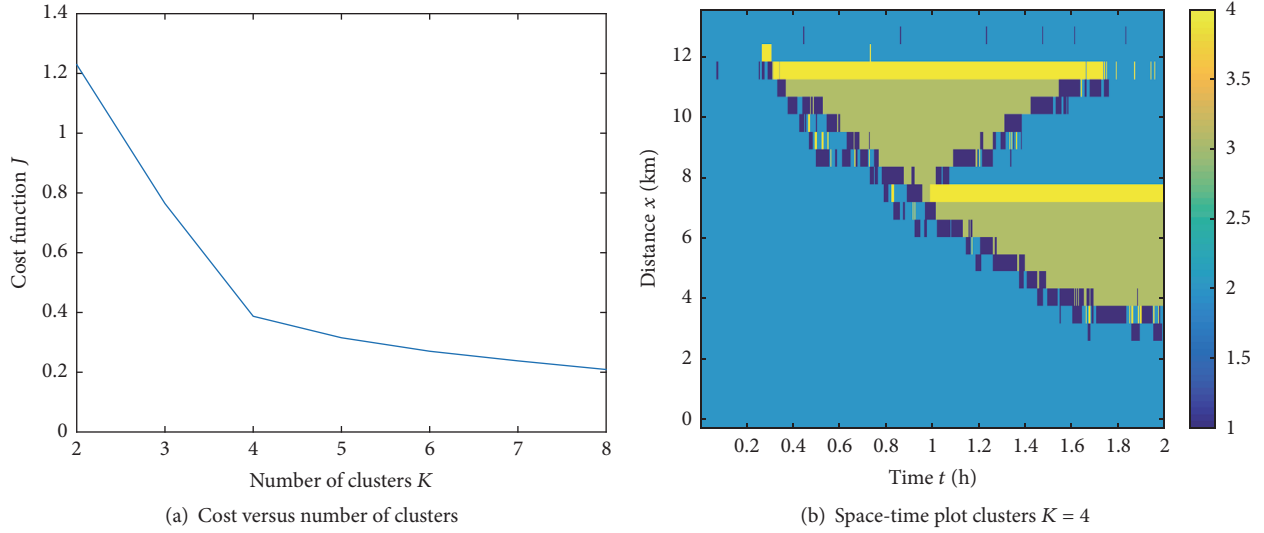 1.4
1.2
1
0.8
0.6
0.4
0.2
0
Cost function J
2 3 4 5 6 7 8
Number of clusters K
(a) Cost versus number of clusters
12
10
8
6
4
2
0
Distance x (km)
0.2 0.4 0.6 0.8 1 1.2 1.4 1.6 1.8 2
Time t (h)
4
3.5
3
2.5
2
1.5
1
(b) Space-time plot clusters K = 4